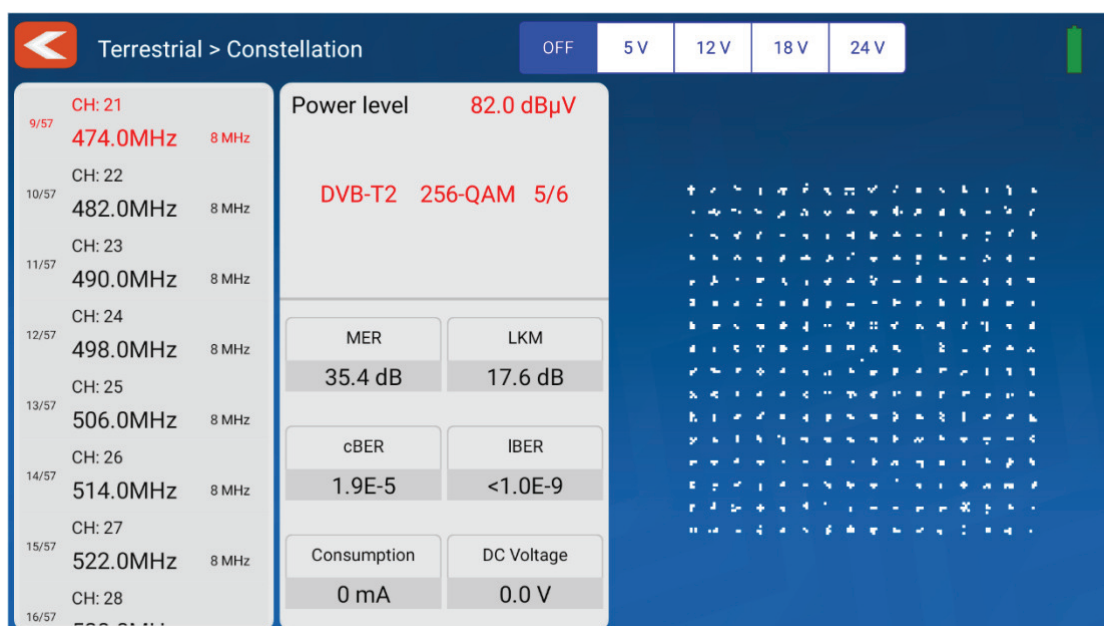 Terrestrial > Constellation
OFF 5 V 12 V 18 V 24 V
CH: 21
9/57
474.0MHz 8 MHz
CH: 22
10/57
482.0MHz 8 MHz
CH: 23
11/57
490.0MHz 8 MHz
CH: 24
12/57
498.0MHz 8 MHz
CH: 25
13/57
506.0MHz 8 MHz
CH: 26
14/57
514.0MHz 8 MHz
CH: 27
15/57
522.0MHz 8 MHz
CH: 28
16/57
Power level 82.0 dBµV
DVB-T2 256-QAM 5/6
MER LKM
35.4 dB 17.6 dB
cBER lBER
1.9E-5 <1.0E-9
Consumption DC Voltage
0 mA 0.0 V